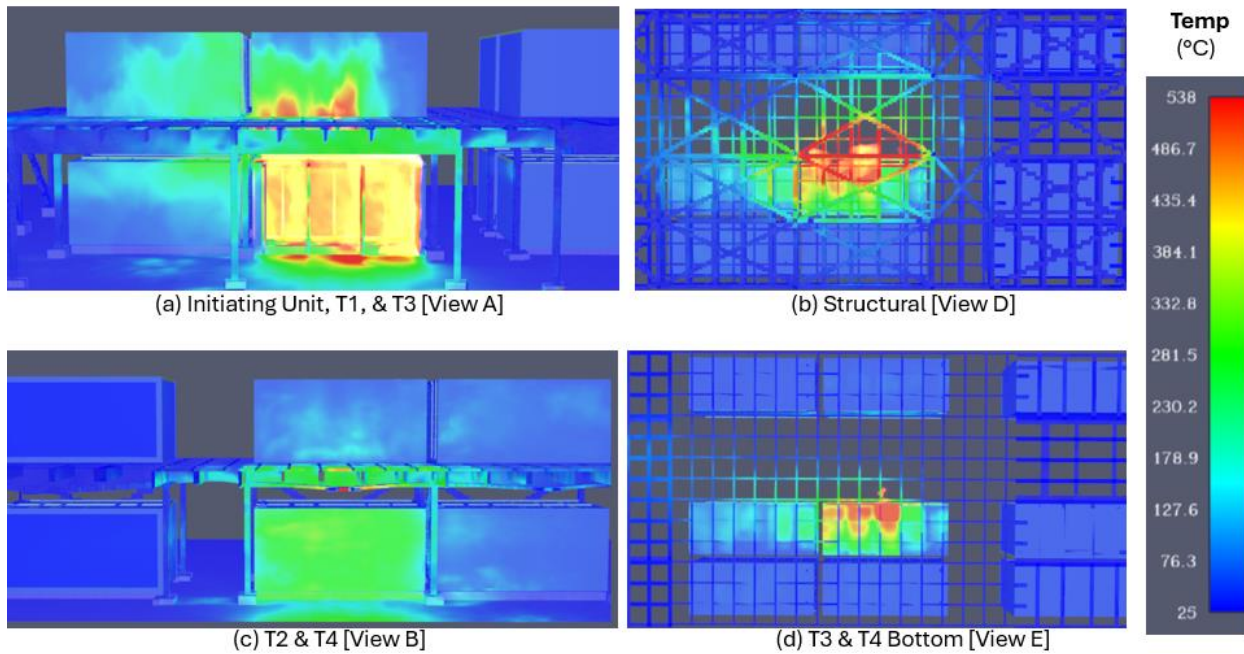 Temp
(°C)
538
486.7
435.4
384.1
332.8
281.5
230.2
178.9
127.6
76.3
25
(a) Initiating Unit, T1, & T3 [View A]
(b) Structural [View D]
(c) T2 & T4 [View B]
(d) T3 & T4 Bottom [View E]